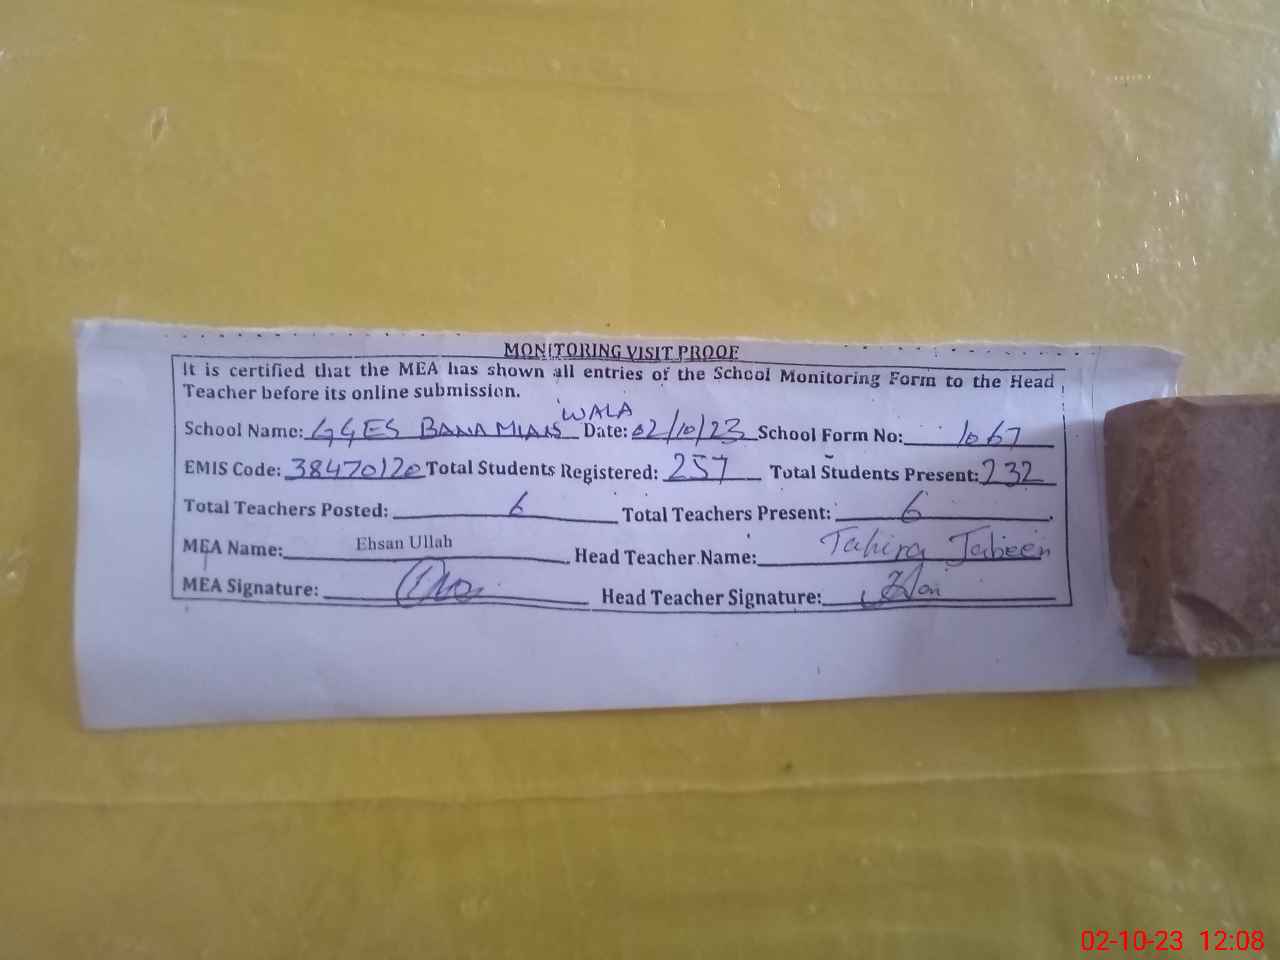 MONITORING VISIT PROOF
It is certified that the MEA has shown all entries of the School Monitoring Form to the Head
Teacher before its online submission.
School Name: GGES BANA MIAN WALA Date: 02/10/23 School Form No: 1067
EMIS Code: 38470120 Total Students Registered: 257 Total Students Present: 232
Total Teachers Posted: 6 Total Teachers Present: 6
MEA Name: Ehsan Ullah Head Teacher Name: Tahira Jabeen
MEA Signature: Head Teacher Signature:
02-10-23 12:08